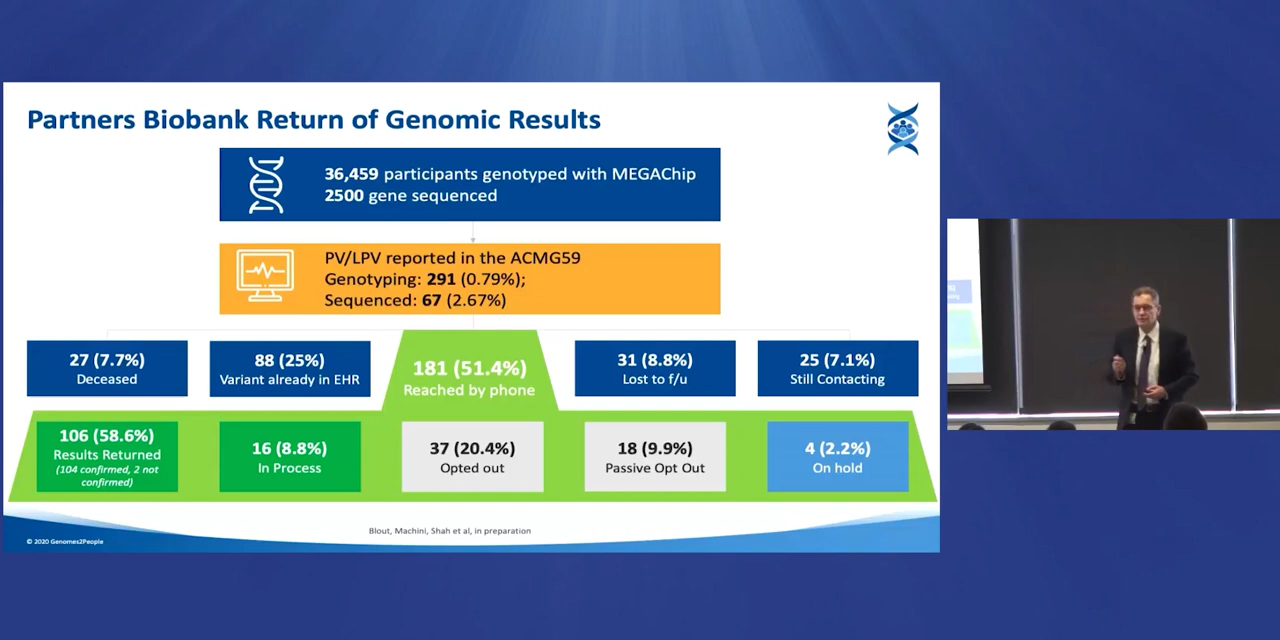 Partners Biobank Return of Genomic Results
36,459 participants genotyped with MEGAChip
2500 gene sequenced
PV/LPV reported in the ACMG59
Genotyping: 291 (0.79%);
Sequenced: 67 (2.67%)
27 (7.7%)
Deceased
88 (25%)
Variant already in EHR
181 (51.4%)
Reached by phone
31 (8.8%)
Lost to f/u
25 (7.1%)
Still Contacting
106 (58.6%)
Results Returned
(104 confirmed, 2 not
confirmed)
16 (8.8%)
In Process
37 (20.4%)
Opted out
18 (9.9%)
Passive Opt Out
4 (2.2%)
On hold
Blout, Machini, Shah et al, in preparation
© 2020 Genomes2People